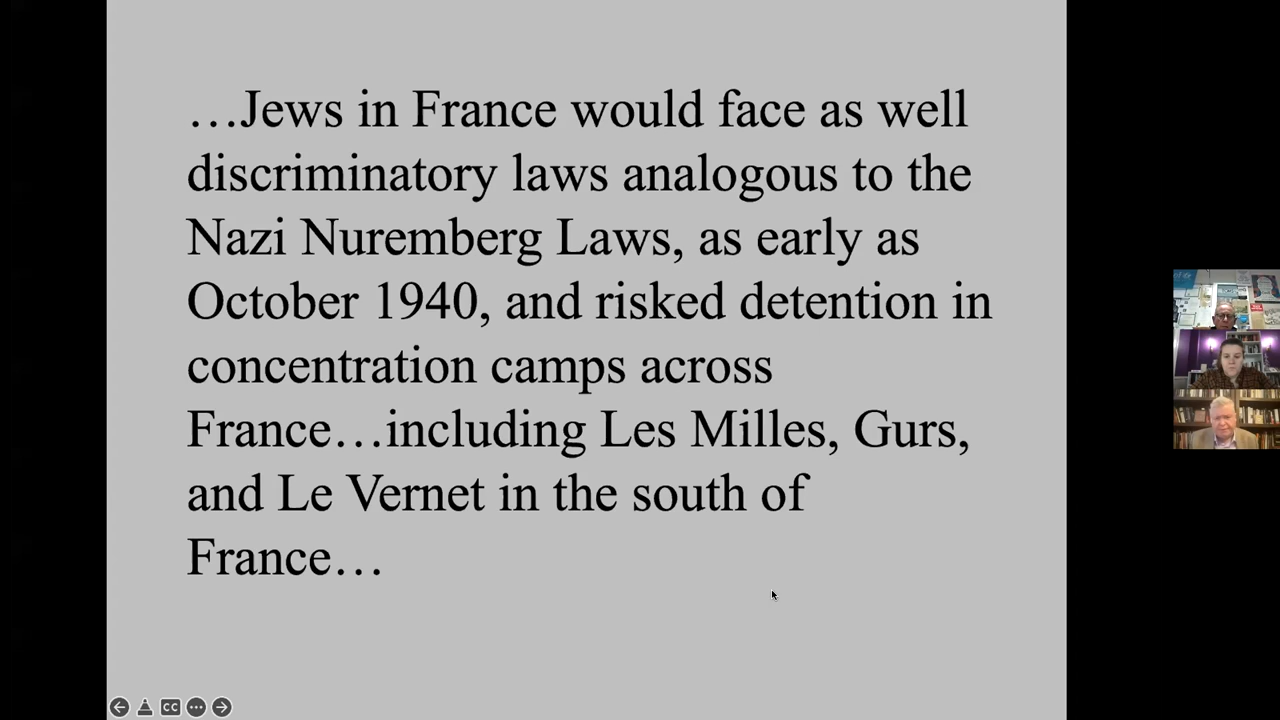 …Jews in France would face as well
discriminatory laws analogous to the
Nazi Nuremberg Laws, as early as
October 1940, and risked detention in
concentration camps across
France…including Les Milles, Gurs,
and Le Vernet in the south of
France…
CC